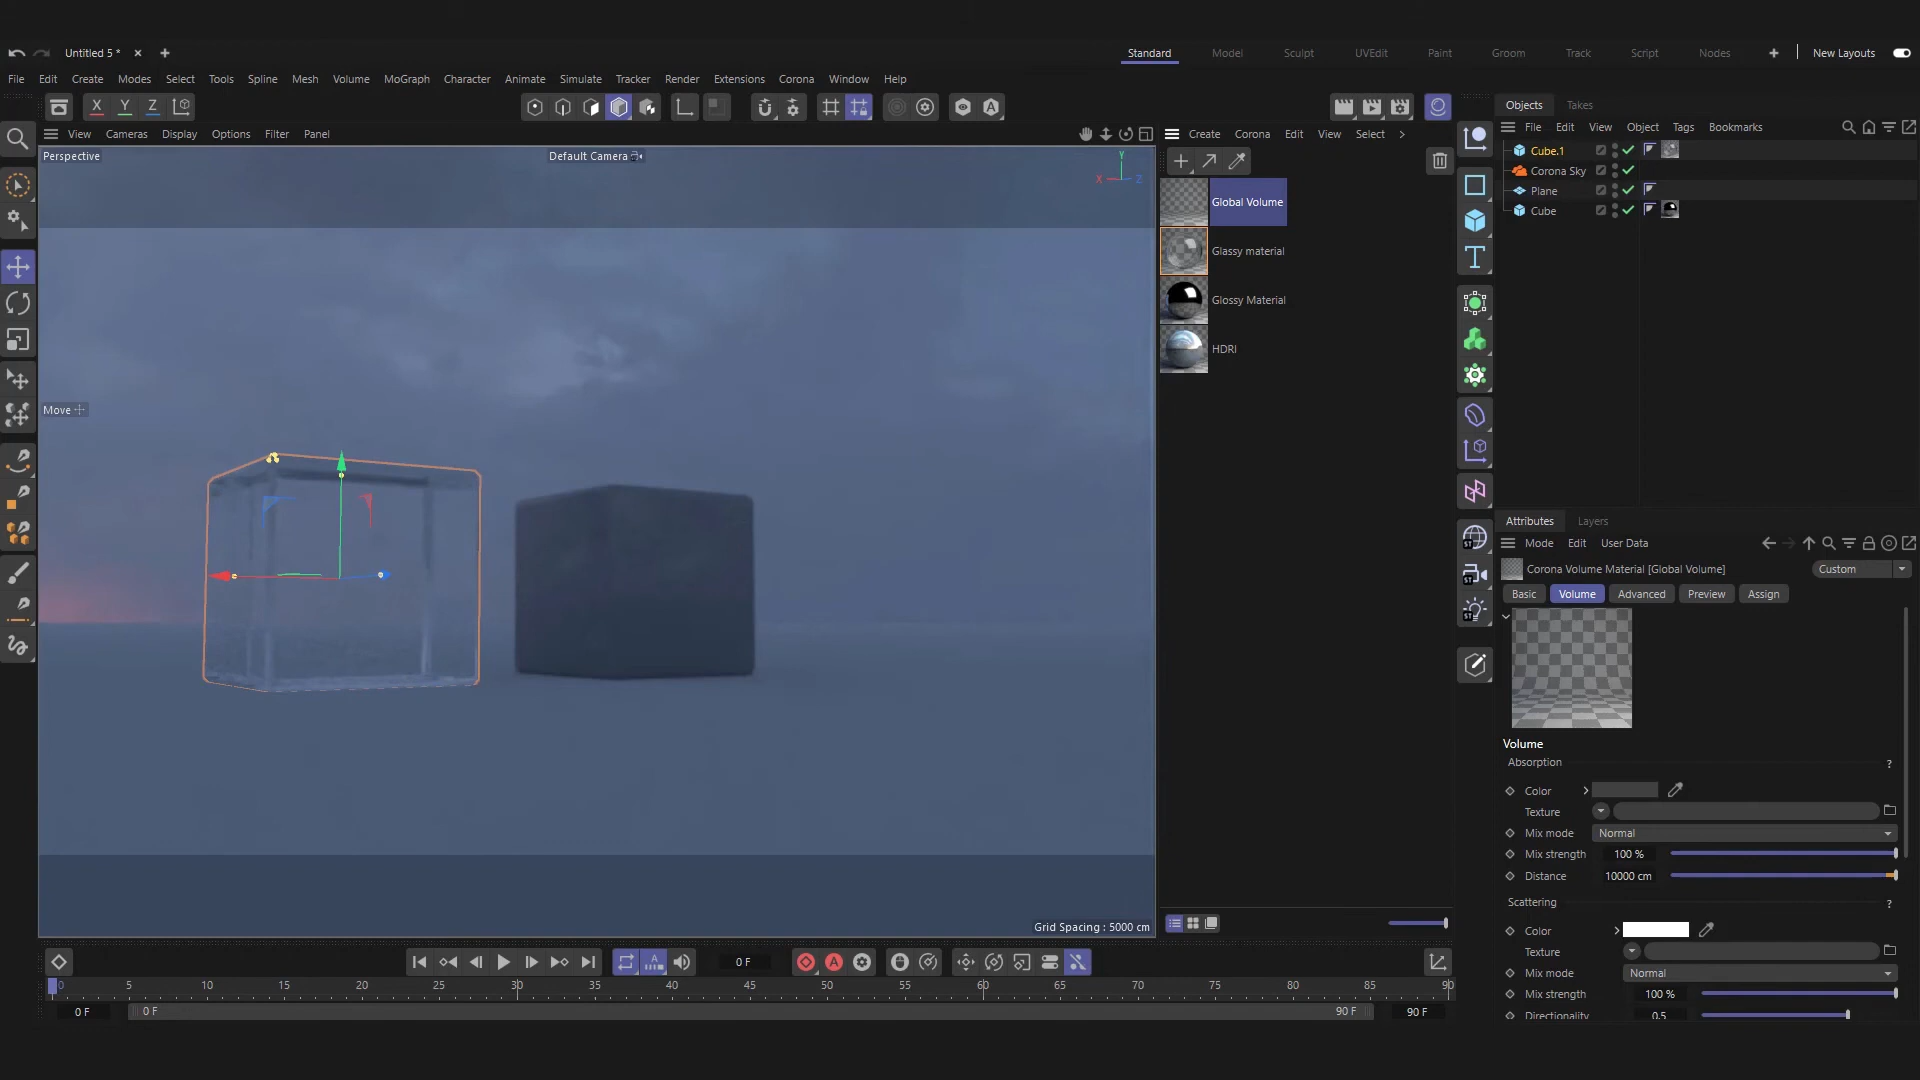 Untitled 5 *
Standard
Model
Sculpt
UVEdit
Paint
Groom
Track
Script
Nodes
New Layouts
File Edit Create Modes Select Tools Spline Mesh Volume MoGraph Character Animate Simulate Tracker Render Extensions Corona Window Help
X Y Z
Objects Takes
View Cameras Display Options Filter Panel
Create Corona Edit View Select
File Edit View Object Tags Bookmarks
Perspective
Default Camera
Y
X
Z
Cube.1
Corona Sky
Plane
Cube
Global Volume
Glassy material
Glossy Material
HDRI
Move
Attributes Layers
Mode Edit User Data
Corona Volume Material [Global Volume]
Custom
Basic Volume Advanced Preview Assign
Volume
Absorption
?
Color
Texture
Mix mode Normal
Mix strength 100 %
Distance 10000 cm
Scattering
?
Color
Texture
Mix mode Normal
Mix strength 100 %
Directionality 0.5
Grid Spacing : 5000 cm
0 F
0 5 10 15 20 25 30 35 40 45 50 55 60 65 70 75 80 85 90
0 F 0 F 90 F 90 F